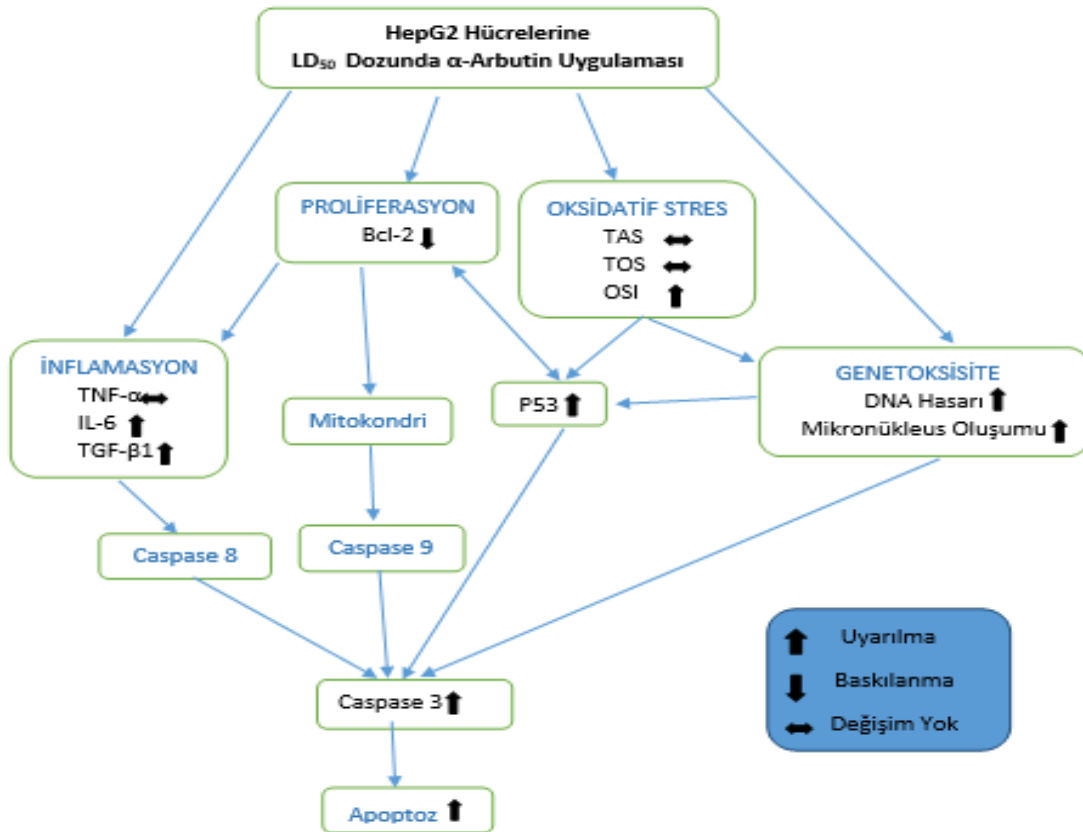 HepG2 Hücrelerine
LD₅₀ Dozunda α-Arbutin Uygulaması
PROLİFERASYON
Bcl-2
OKSİDATİF STRES
TAS
TOS
OSI
İNFLAMASYON
TNF-α
IL-6
TGF-β1
Mitokondri
P53
GENETOKSİSİTE
DNA Hasarı
Mikronükleus Oluşumu
Caspase 8
Caspase 9
Caspase 3
Apoptoz
Uyarılma
Baskılanma
Değişim Yok